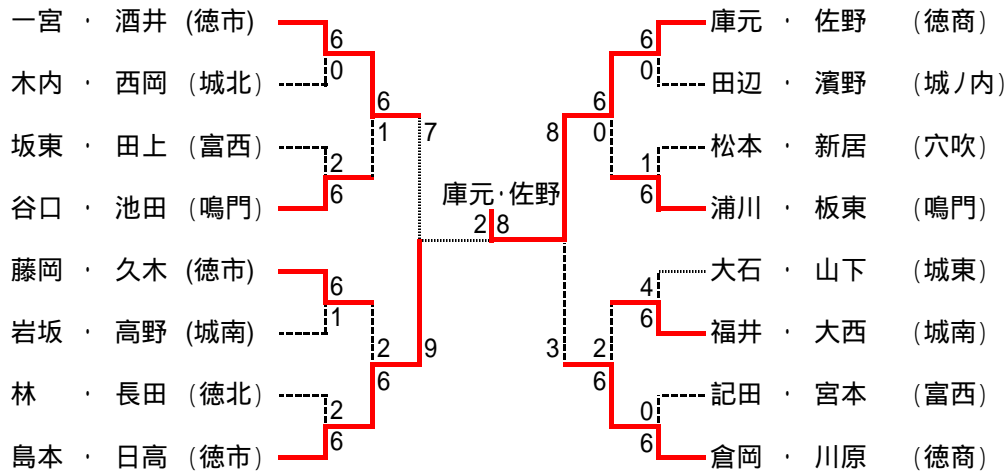 一宮 · 酒井 (徳市) 6 6 庫元 · 佐野 (徳商)
木内 · 西岡 (城北) 0 0 田辺 · 濱野 (城ノ内)
6 6
1 7 8 0
坂東 · 田上 (富西) 2 1 松本 · 新居 (穴吹)
谷口 · 池田 (鳴門) 6 6 浦川 · 板東 (鳴門)
庫元·佐野
2 8
藤岡 · 久木 (徳市) 6 4 大石 · 山下 (城東)
岩坂 · 高野 (城南) 1 6 福井 · 大西 (城南)
2 9 3 2
6 6
林 · 長田 (徳北) 2 0 記田 · 宮本 (富西)
島本 · 日高 (徳市) 6 6 倉岡 · 川原 (徳商)